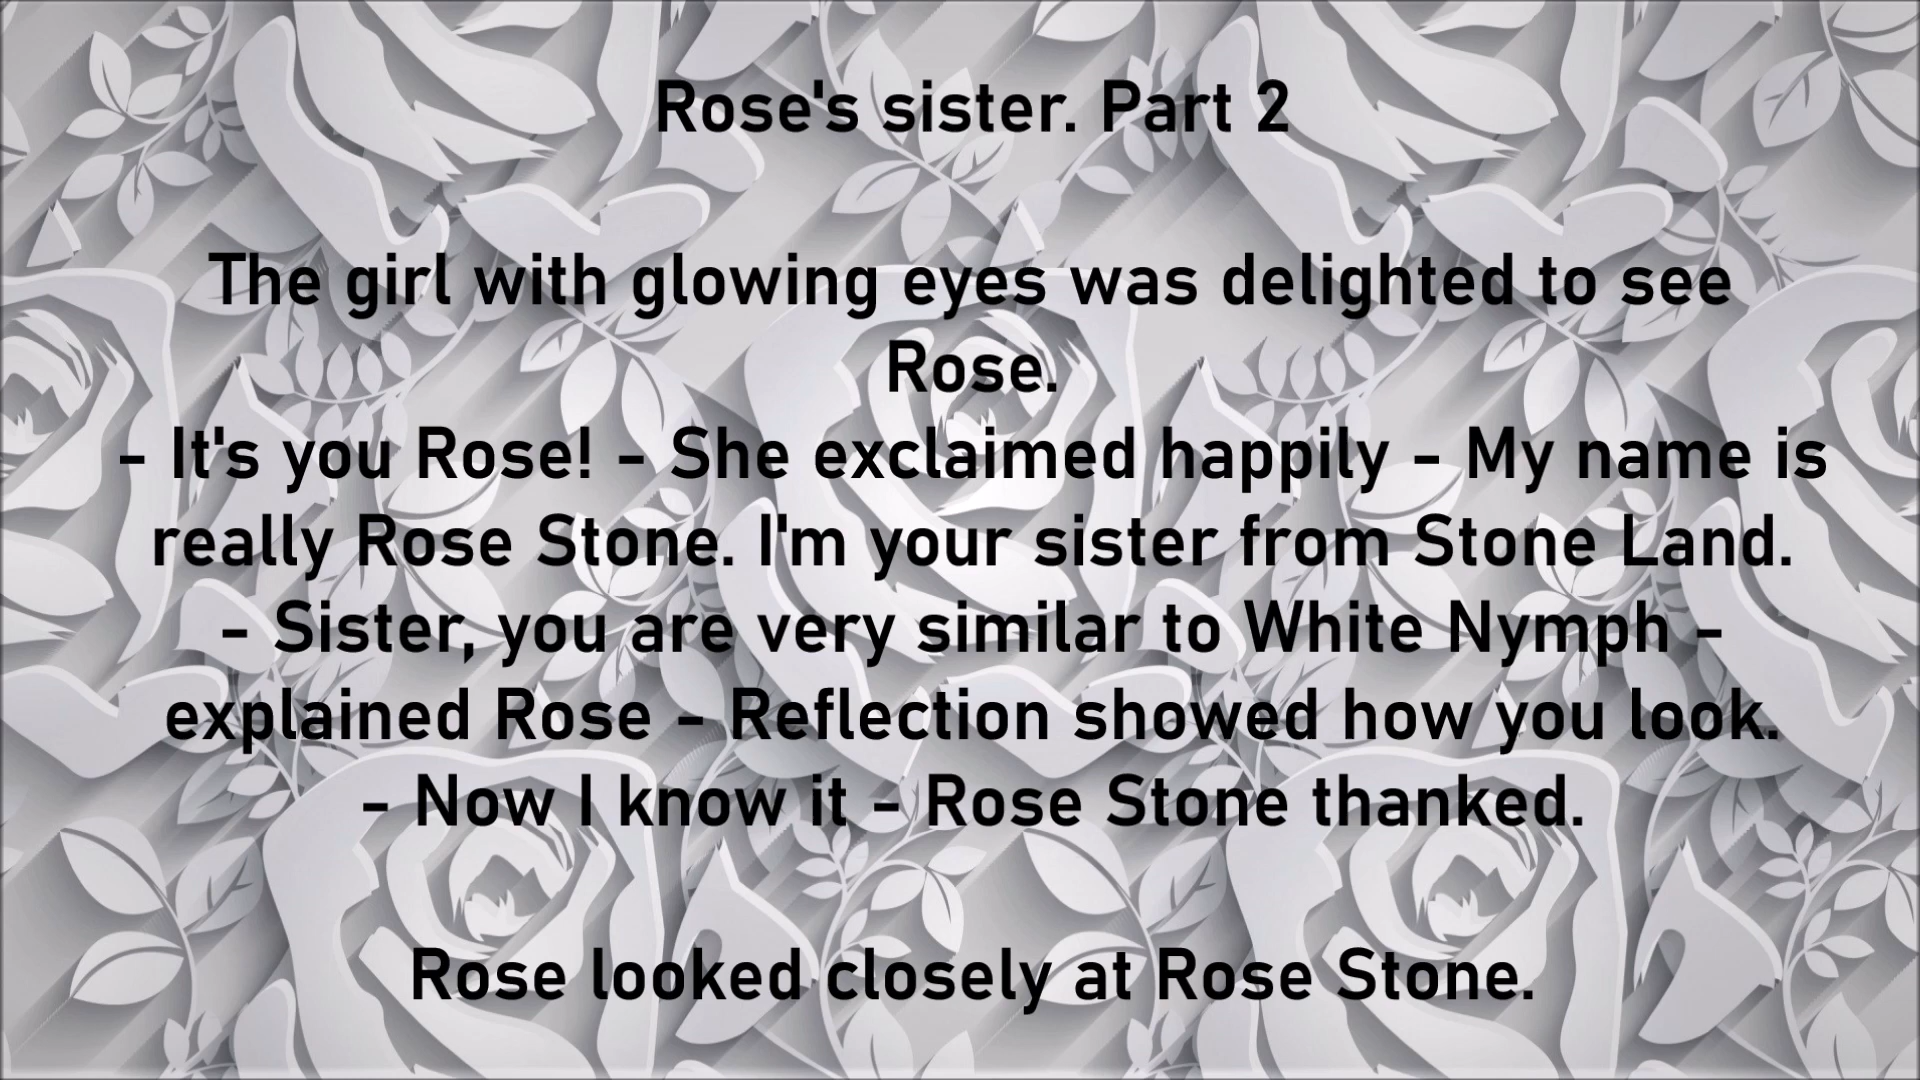 Rose's sister. Part 2
The girl with glowing eyes was delighted to see
Rose.
- It's you Rose! - She exclaimed happily - My name is
really Rose Stone. I'm your sister from Stone Land.
- Sister, you are very similar to White Nymph -
explained Rose - Reflection showed how you look.
- Now I know it - Rose Stone thanked.
Rose looked closely at Rose Stone.